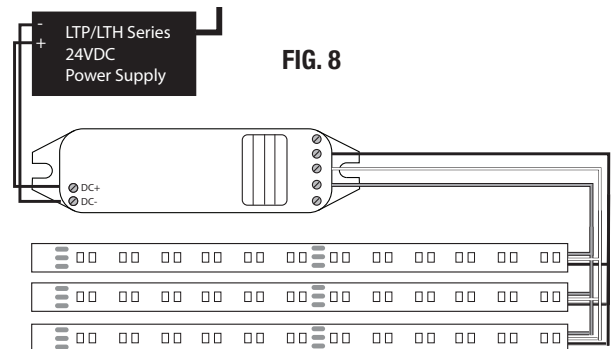 -
+
LTP/LTH Series
24VDC
Power Supply
FIG. 8
DC+
DC-